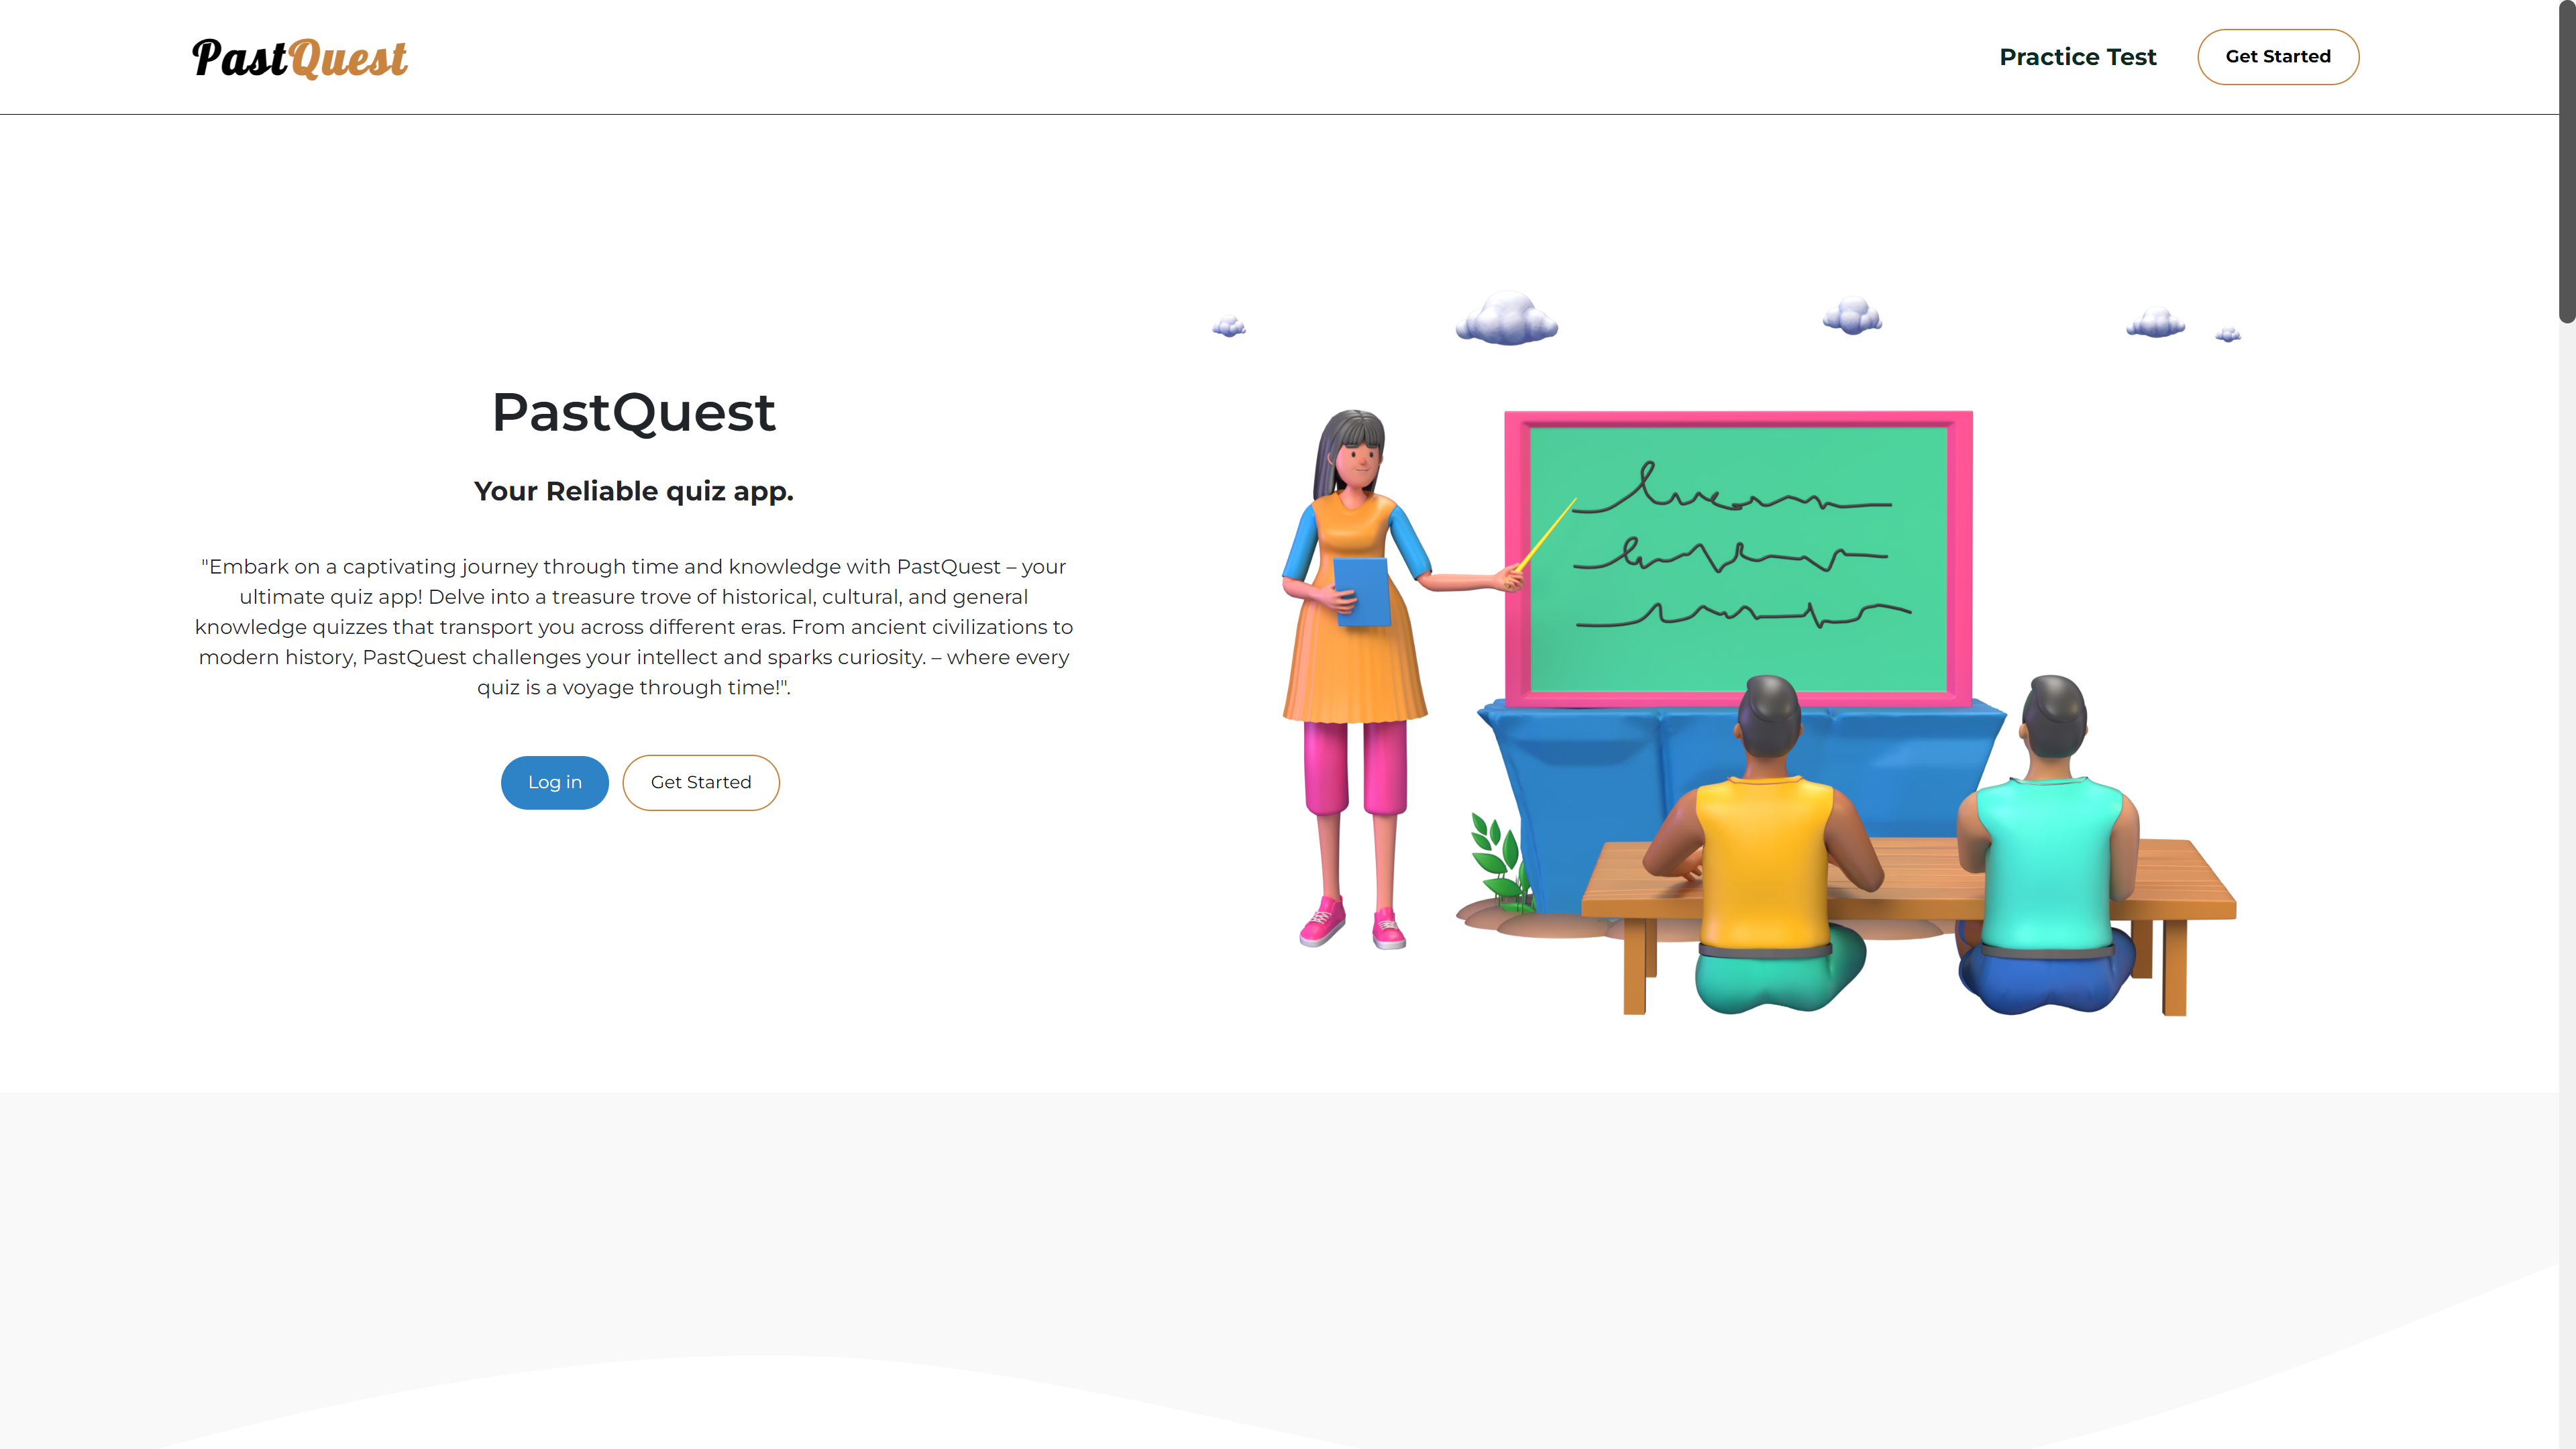 PastQuest
Practice Test
Get Started
PastQuest
Your Reliable quiz app.
"Embark on a captivating journey through time and knowledge with PastQuest – your
ultimate quiz app! Delve into a treasure trove of historical, cultural, and general
knowledge quizzes that transport you across different eras. From ancient civilizations to
modern history, PastQuest challenges your intellect and sparks curiosity. – where every
quiz is a voyage through time!".
Log in
Get Started